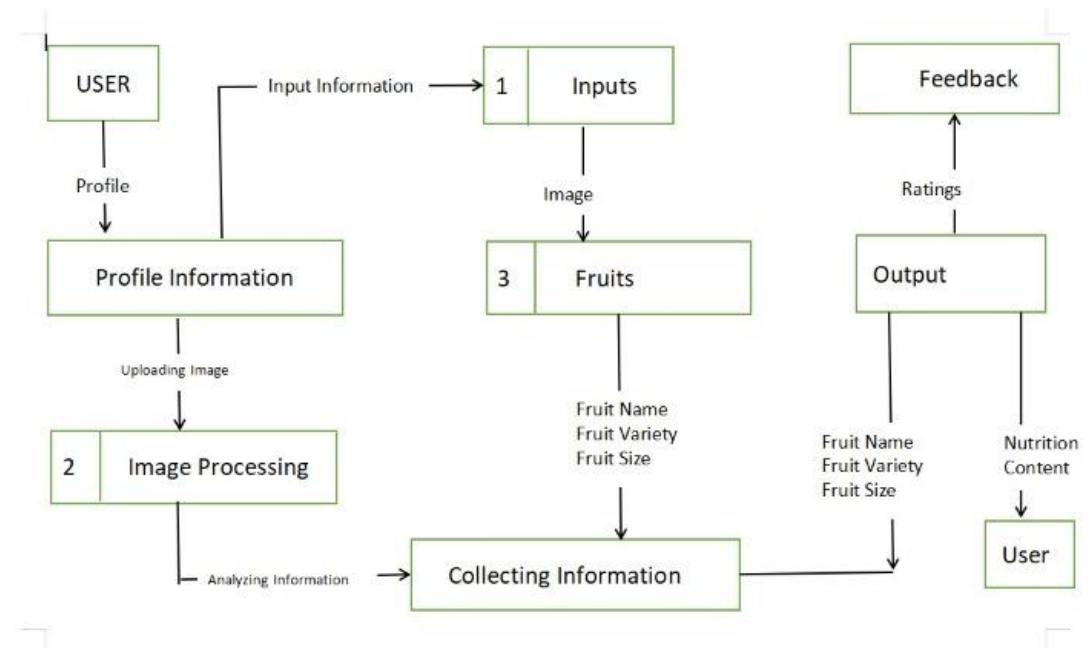 USER
Input Information
1
Inputs
Feedback
Profile
Image
Ratings
Profile Information
3
Fruits
Output
Uploading Image
Fruit Name
Fruit Variety
Fruit Size
Fruit Name
Fruit Variety
Fruit Size
Nutrition
Content
2
Image Processing
User
Analyzing Information
Collecting Information